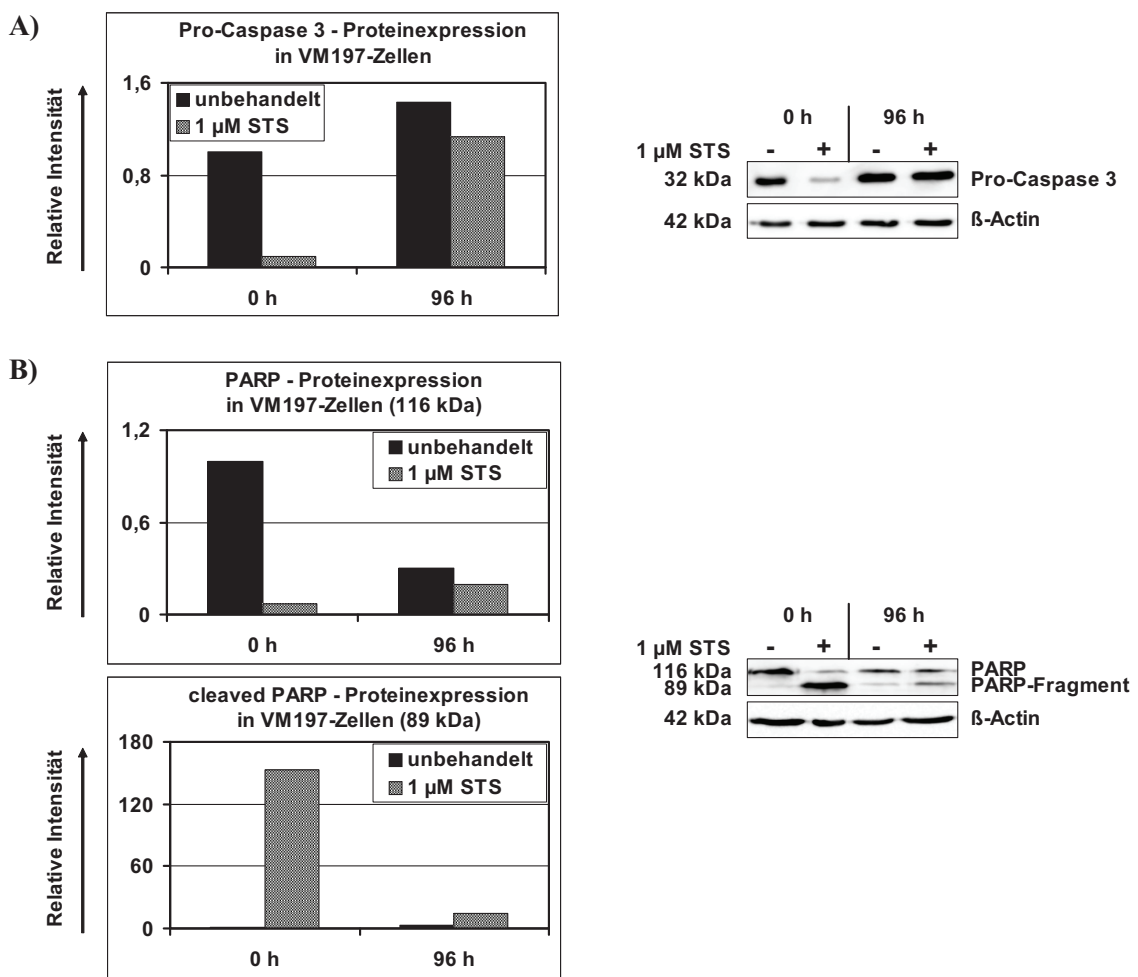 A)
Pro-Caspase 3 - Proteinexpression
in VM197-Zellen
Relative Intensität
1,6
0,8
0
unbehandelt
1 µM STS
0 h
96 h
0 h
96 h
1 µM STS
-
+
-
+
32 kDa
Pro-Caspase 3
42 kDa
ß-Actin
B)
PARP - Proteinexpression
in VM197-Zellen (116 kDa)
Relative Intensität
1,2
0,6
0
unbehandelt
1 µM STS
0 h
96 h
cleaved PARP - Proteinexpression
in VM197-Zellen (89 kDa)
Relative Intensität
180
120
60
0
unbehandelt
1 µM STS
0 h
96 h
0 h
96 h
1 µM STS
-
+
-
+
116 kDa
PARP
89 kDa
PARP-Fragment
42 kDa
ß-Actin